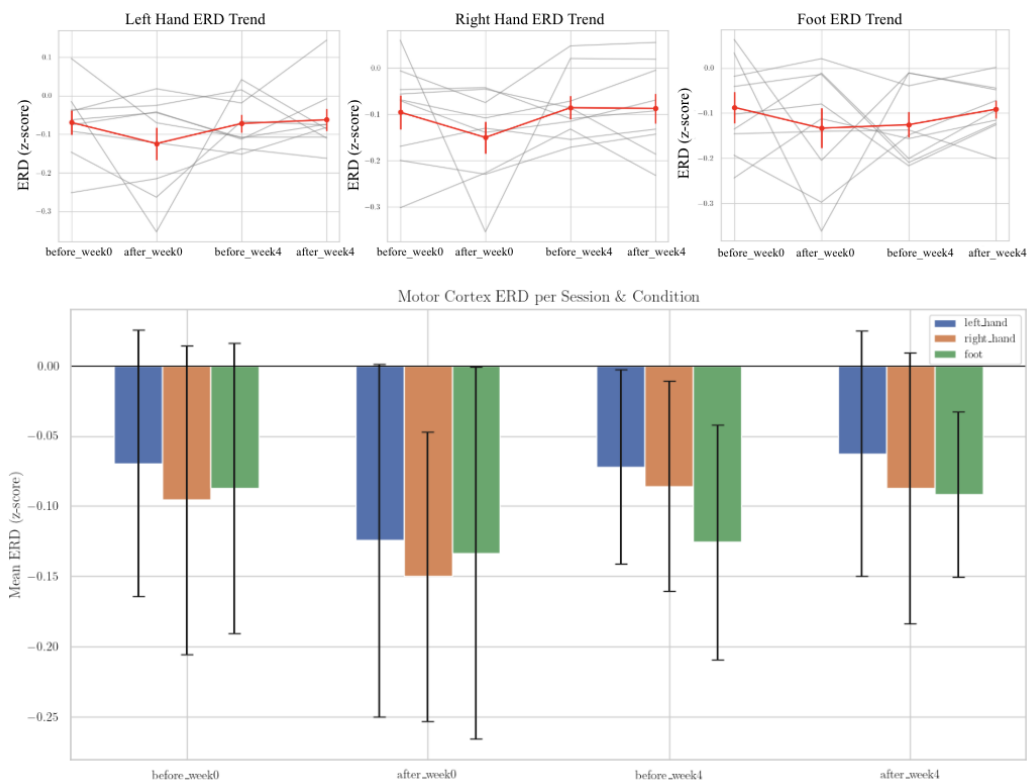 Left Hand ERD Trend
Right Hand ERD Trend
Foot ERD Trend
ERD (z-score)
0.1
0.0
−0.1
−0.2
−0.3
before_week0
after_week0
before_week4
after_week4
ERD (z-score)
0.0
−0.1
−0.2
−0.3
before_week0
after_week0
before_week4
after_week4
ERD (z-score)
0.0
−0.1
−0.2
−0.3
before_week0
after_week0
before_week4
after_week4
Motor Cortex ERD per Session & Condition
left_hand
right_hand
foot
Mean ERD (z-score)
0.00
−0.05
−0.10
−0.15
−0.20
−0.25
before_week0
after_week0
before_week4
after_week4